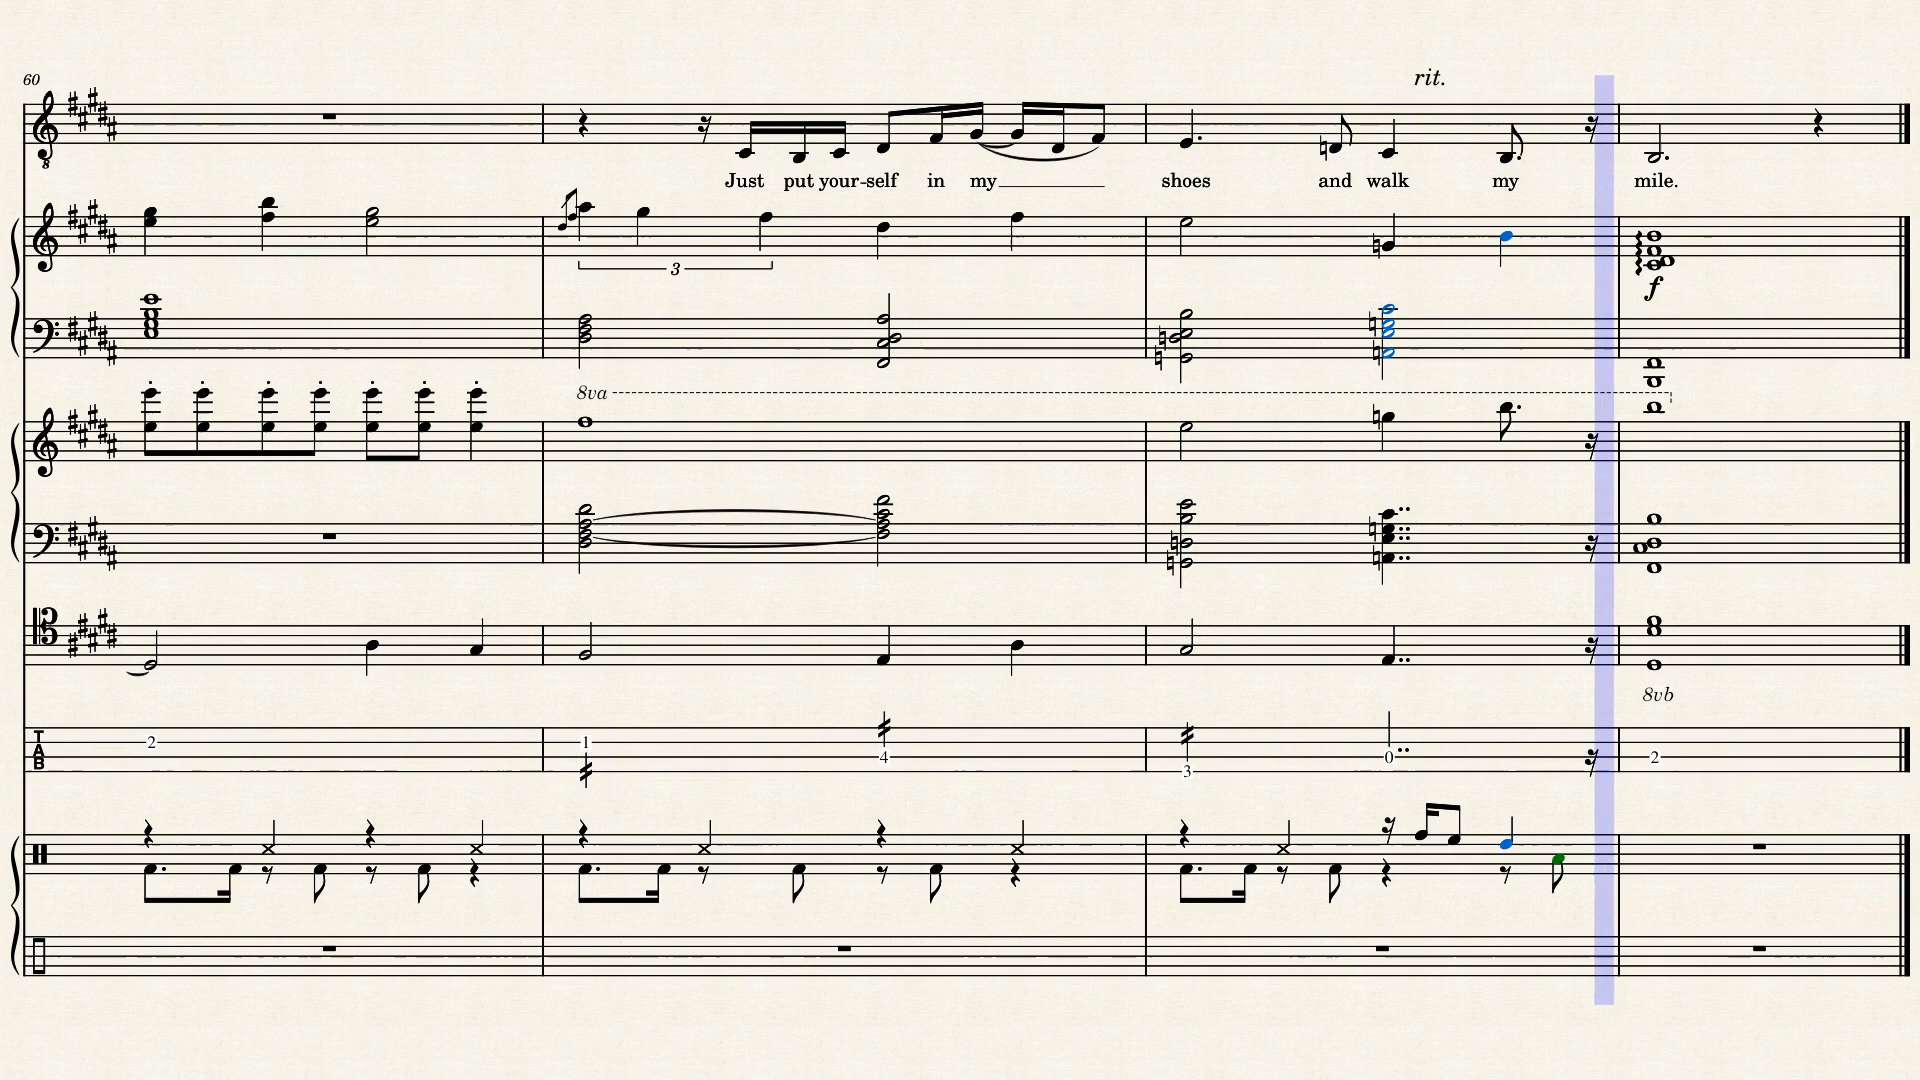 60
rit.
8
Just put your-self in my shoes and walk my mile.
3
f
8va
8vb
T
A
B
2 1 4 3 0 2